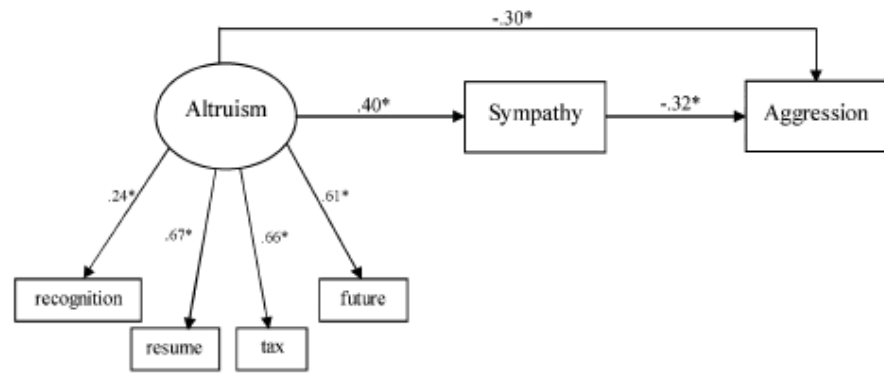 -.30*
Altruism
.40*
Sympathy
-.32*
Aggression
.24*
.67*
.66*
.61*
recognition
future
resume
tax